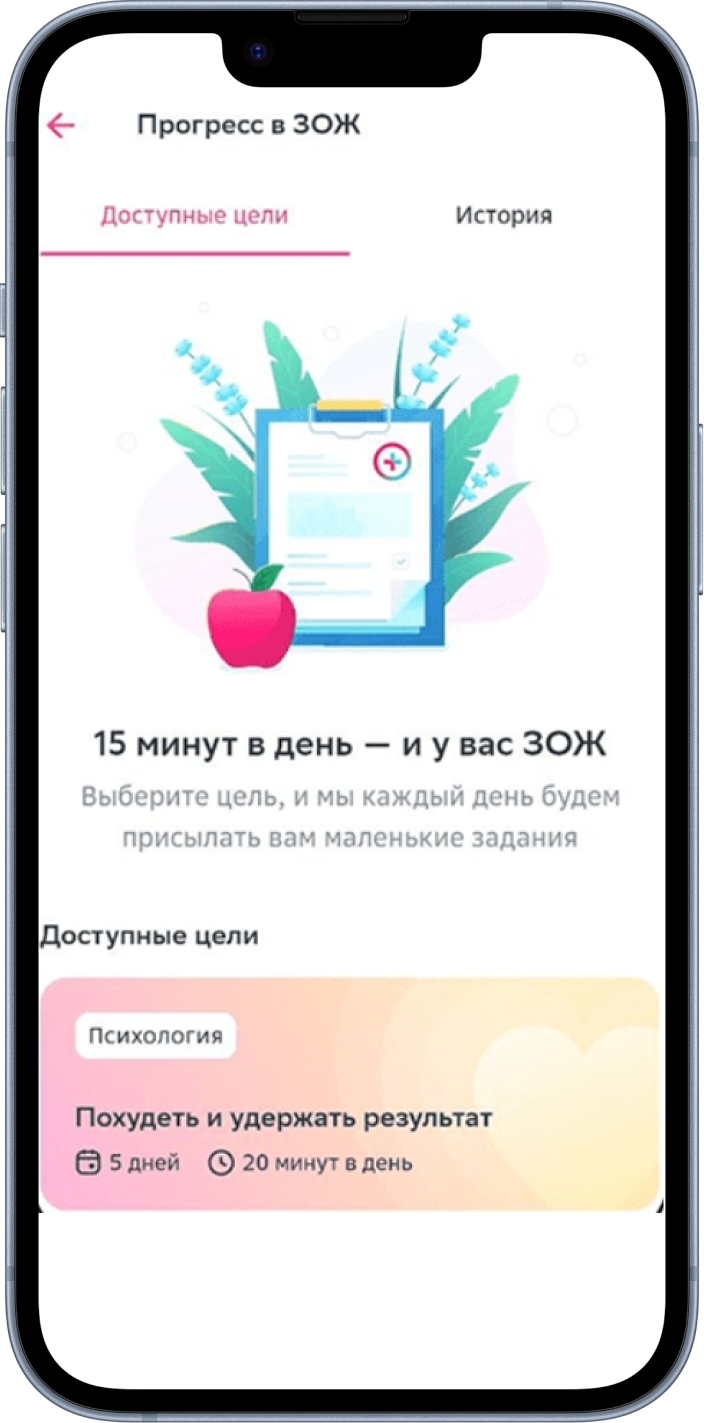 Прогресс в ЗОЖ
Доступные цели
История
15 минут в день — и у вас ЗОЖ
Выберите цель, и мы каждый день будем
присылать вам маленькие задания
Доступные цели
Психология
Похудеть и удержать результат
5 дней
20 минут в день